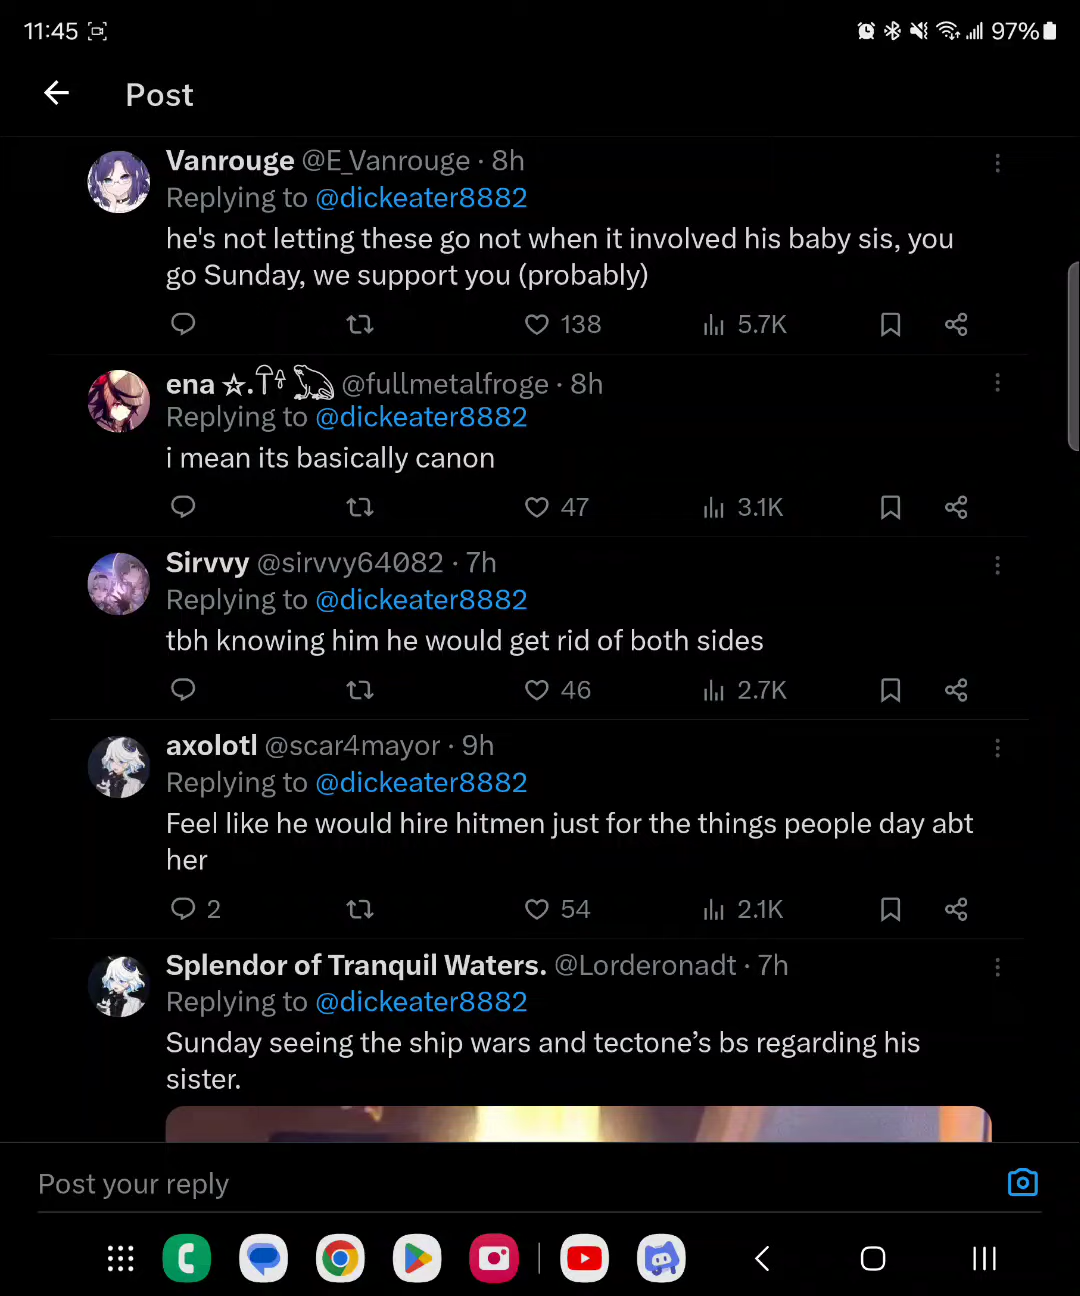 11:45 97%
Post
Vanrouge @E_Vanrouge · 8h
Replying to @dickeater8882
he's not letting these go not when it involved his baby sis, you
go Sunday, we support you (probably)
138 5.7K
ena ☆.𓋼𓍊 𓆏 @fullmetalfroge · 8h
Replying to @dickeater8882
i mean its basically canon
47 3.1K
Sirvvy @sirvvy64082 · 7h
Replying to @dickeater8882
tbh knowing him he would get rid of both sides
46 2.7K
axolotl @scar4mayor · 9h
Replying to @dickeater8882
Feel like he would hire hitmen just for the things people day abt
her
2 54 2.1K
Splendor of Tranquil Waters. @Lorderonadt · 7h
Replying to @dickeater8882
Sunday seeing the ship wars and tectone’s bs regarding his
sister.
Post your reply